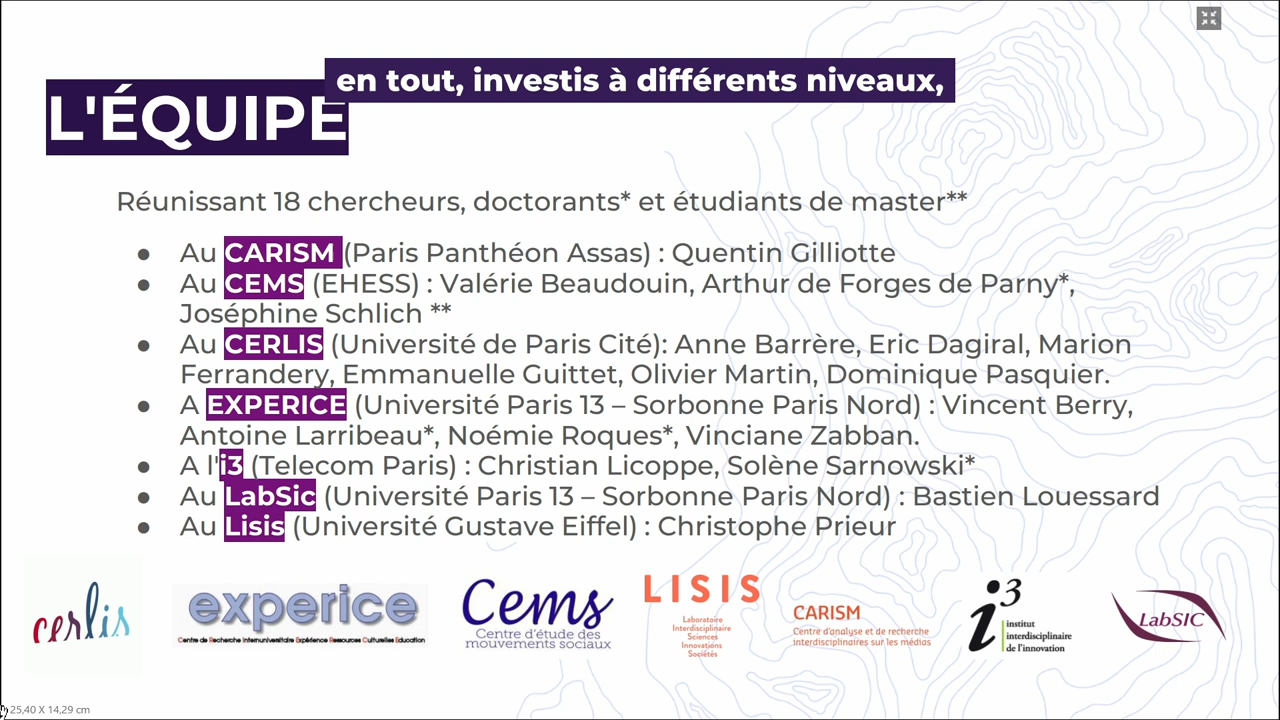 en tout, investis à différents niveaux,
L'ÉQUIPE
Réunissant 18 chercheurs, doctorants* et étudiants de master**
● Au CARISM (Paris Panthéon Assas) : Quentin Gilliotte
● Au CEMS (EHESS) : Valérie Beaudouin, Arthur de Forges de Parny*,
Joséphine Schlich **
● Au CERLIS (Université de Paris Cité): Anne Barrère, Eric Dagiral, Marion
Ferrandery, Emmanuelle Guittet, Olivier Martin, Dominique Pasquier.
● A EXPERICE (Université Paris 13 – Sorbonne Paris Nord) : Vincent Berry,
Antoine Larribeau*, Noémie Roques*, Vinciane Zabban.
● A l'i3 (Telecom Paris) : Christian Licoppe, Solène Sarnowski*
● Au LabSic (Université Paris 13 – Sorbonne Paris Nord) : Bastien Louessard
● Au Lisis (Université Gustave Eiffel) : Christophe Prieur
cerlis
experice
Centre de Recherche Interuniversitaire Expérience Ressources Culturelles Education
Cems
Centre d'étude des
mouvements sociaux
LISIS
Laboratoire
Interdisciplinaire
Sciences
Innovations
Sociétés
CARISM
Centre d'analyse et de recherche
interdisciplinaires sur les médias
i3
institut
interdisciplinaire
de l'innovation
LabSIC
25,40 X 14,29 cm